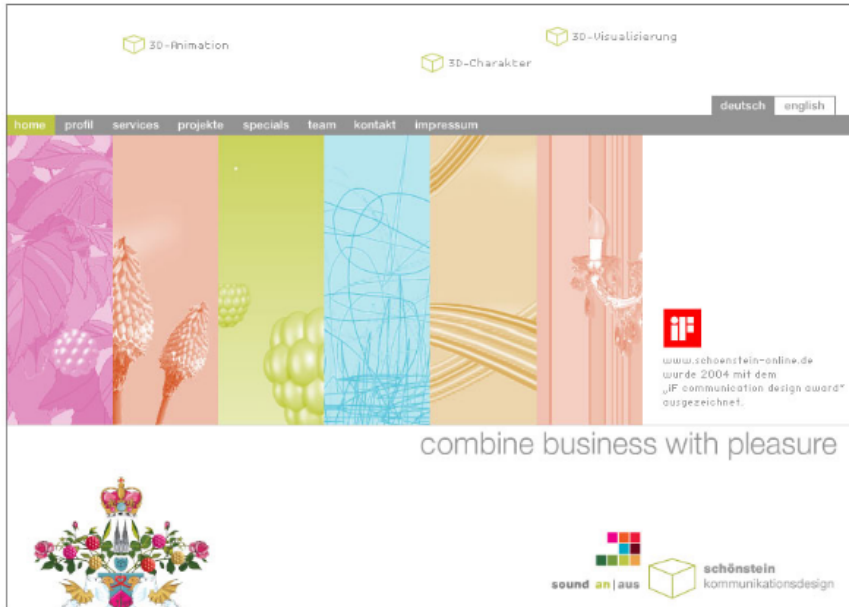 3D-Animation
3D-Visualisierung
3D-Charakter
deutsch english
home profil services projekte specials team kontakt impressum
iF
www.schoenstein-online.de
wurde 2004 mit dem
„iF communication design award“
ausgezeichnet.
combine business with pleasure
sound an|aus
schönstein
kommunikationsdesign